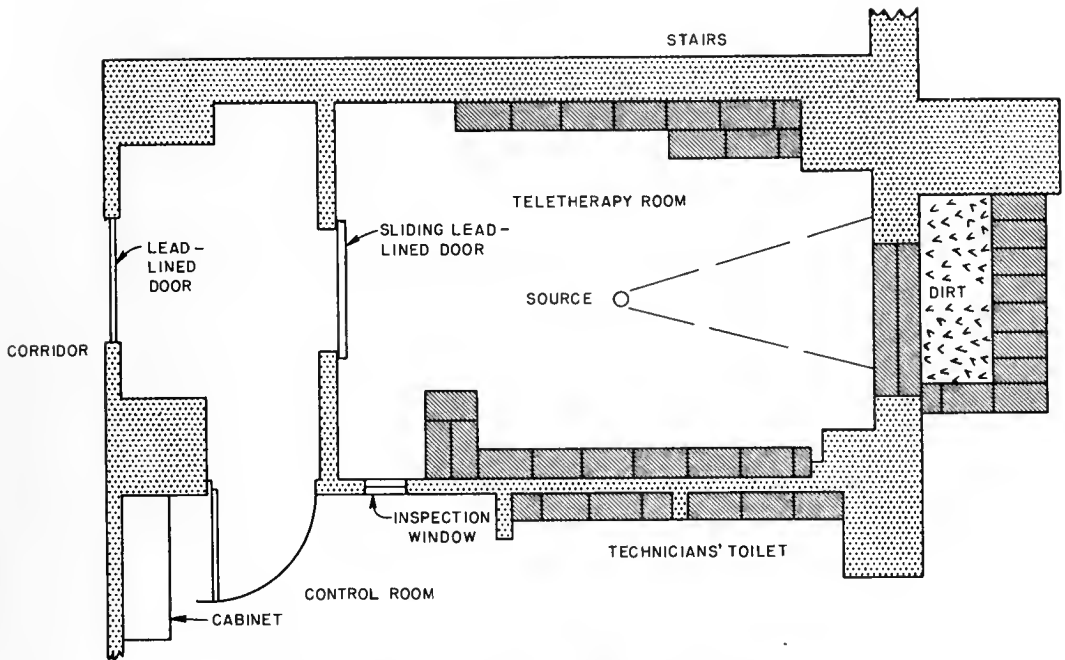 STAIRS
TELETHERAPY ROOM
LEAD-
LINED
DOOR
SLIDING LEAD-
LINED DOOR
SOURCE
DIRT
CORRIDOR
INSPECTION
WINDOW
TECHNICIANS' TOILET
CONTROL ROOM
CABINET